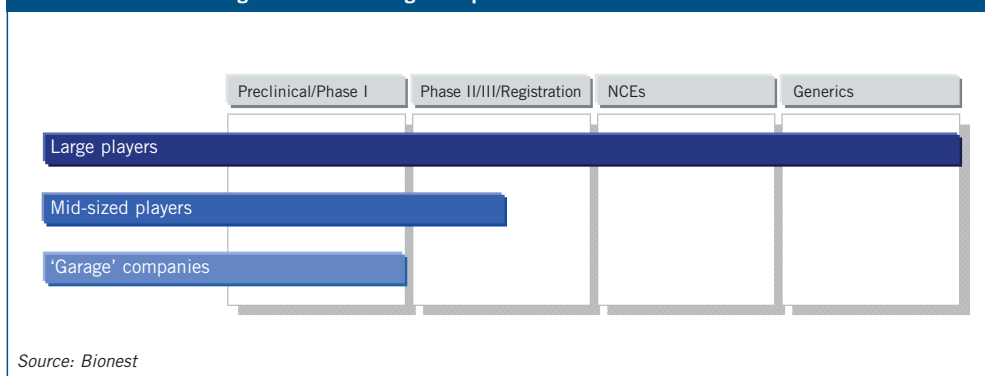 Preclinical/Phase I
Phase II/III/Registration
NCEs
Generics
Large players
Mid-sized players
‘Garage’ companies
Source: Bionest